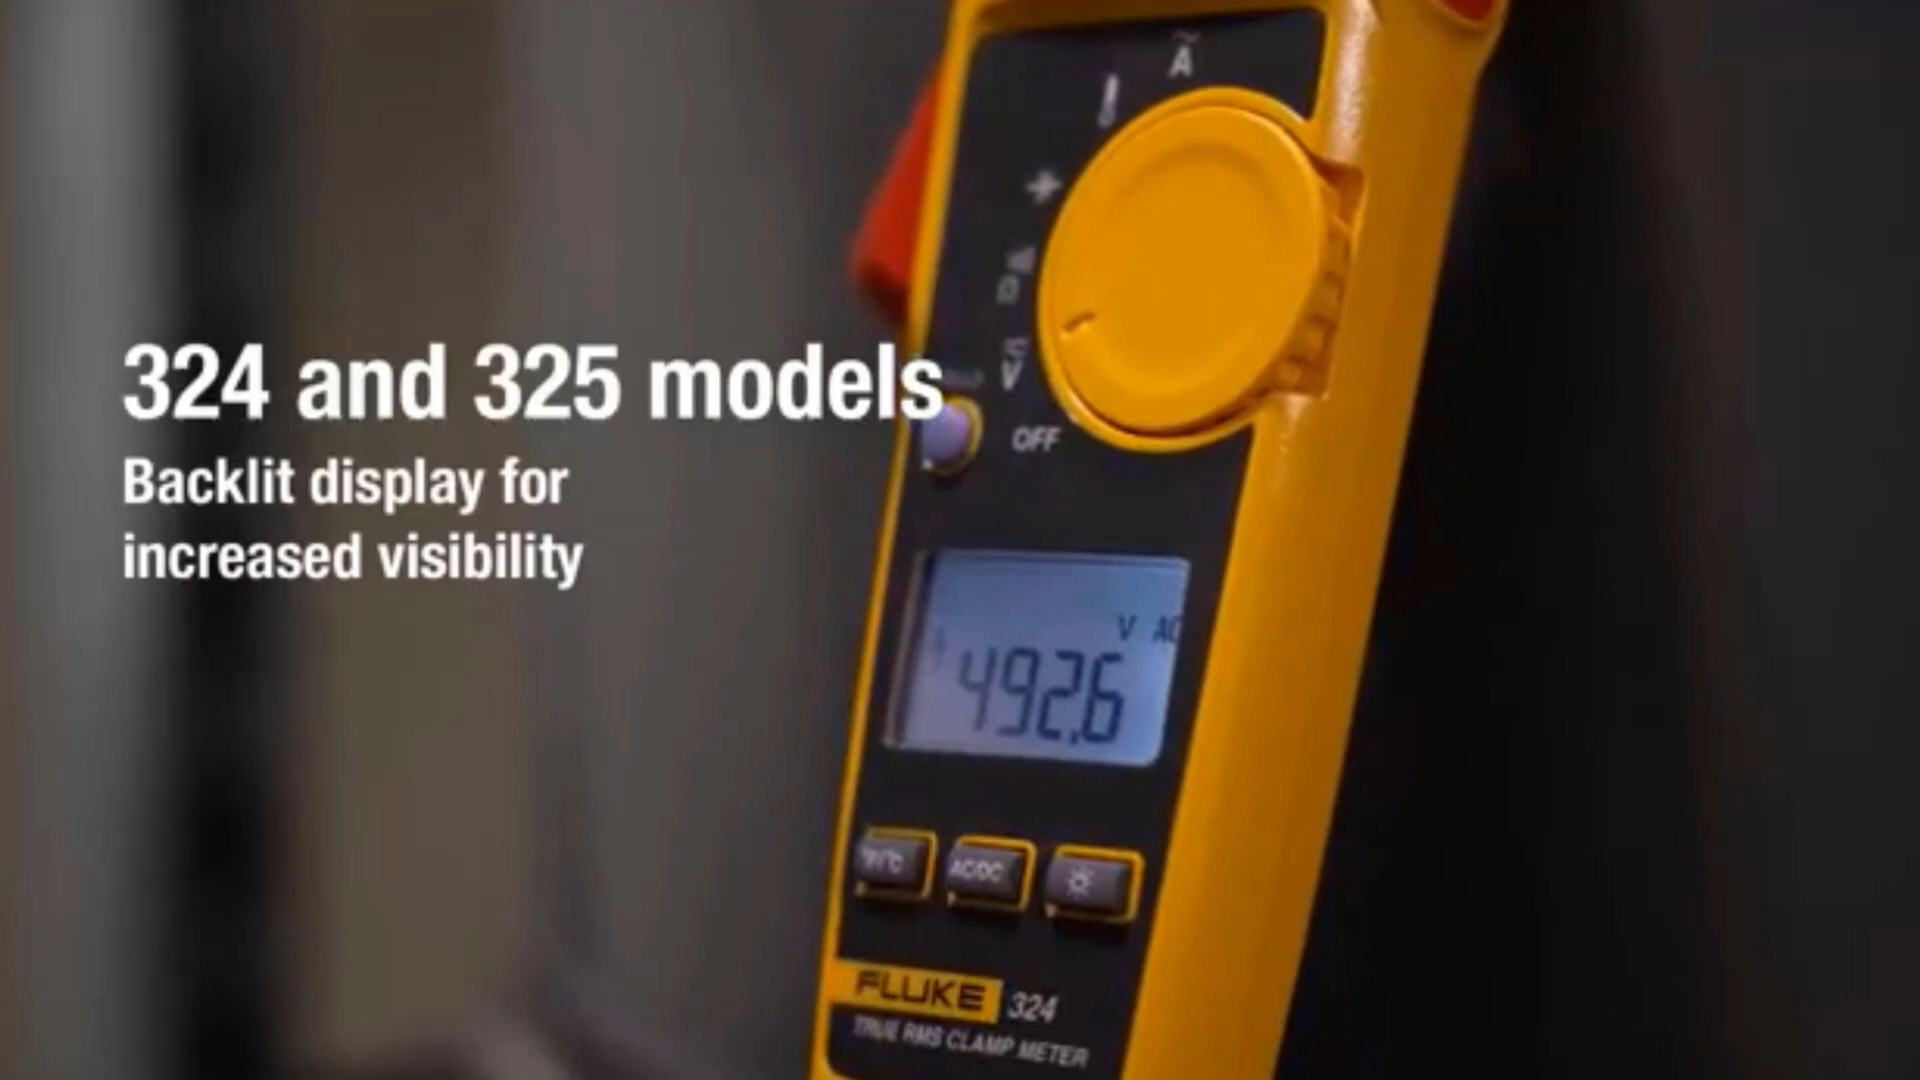 324 and 325 models
Backlit display for
increased visibility
A
Ω
V
OFF
V AC
492.6
°F/°C
AC/DC
FLUKE 324
TRUE RMS CLAMP METER